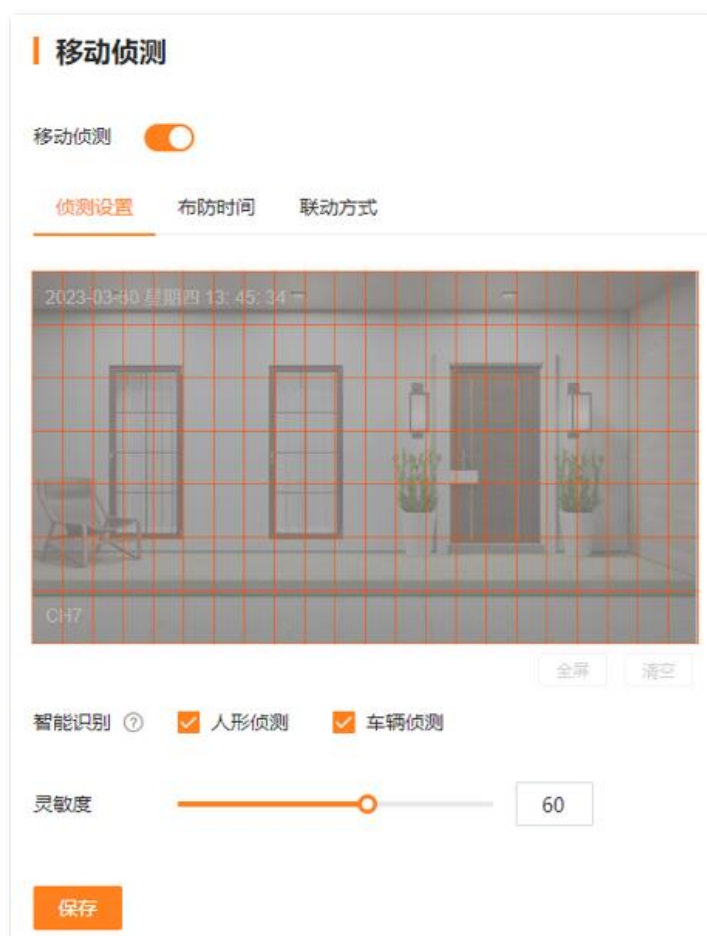 移动侦测
移动侦测
侦测设置 布防时间 联动方式
2023-03-30 星期四 13: 45: 34
CH7
全屏 清空
智能识别 ? 人形侦测 车辆侦测
灵敏度 60
保存